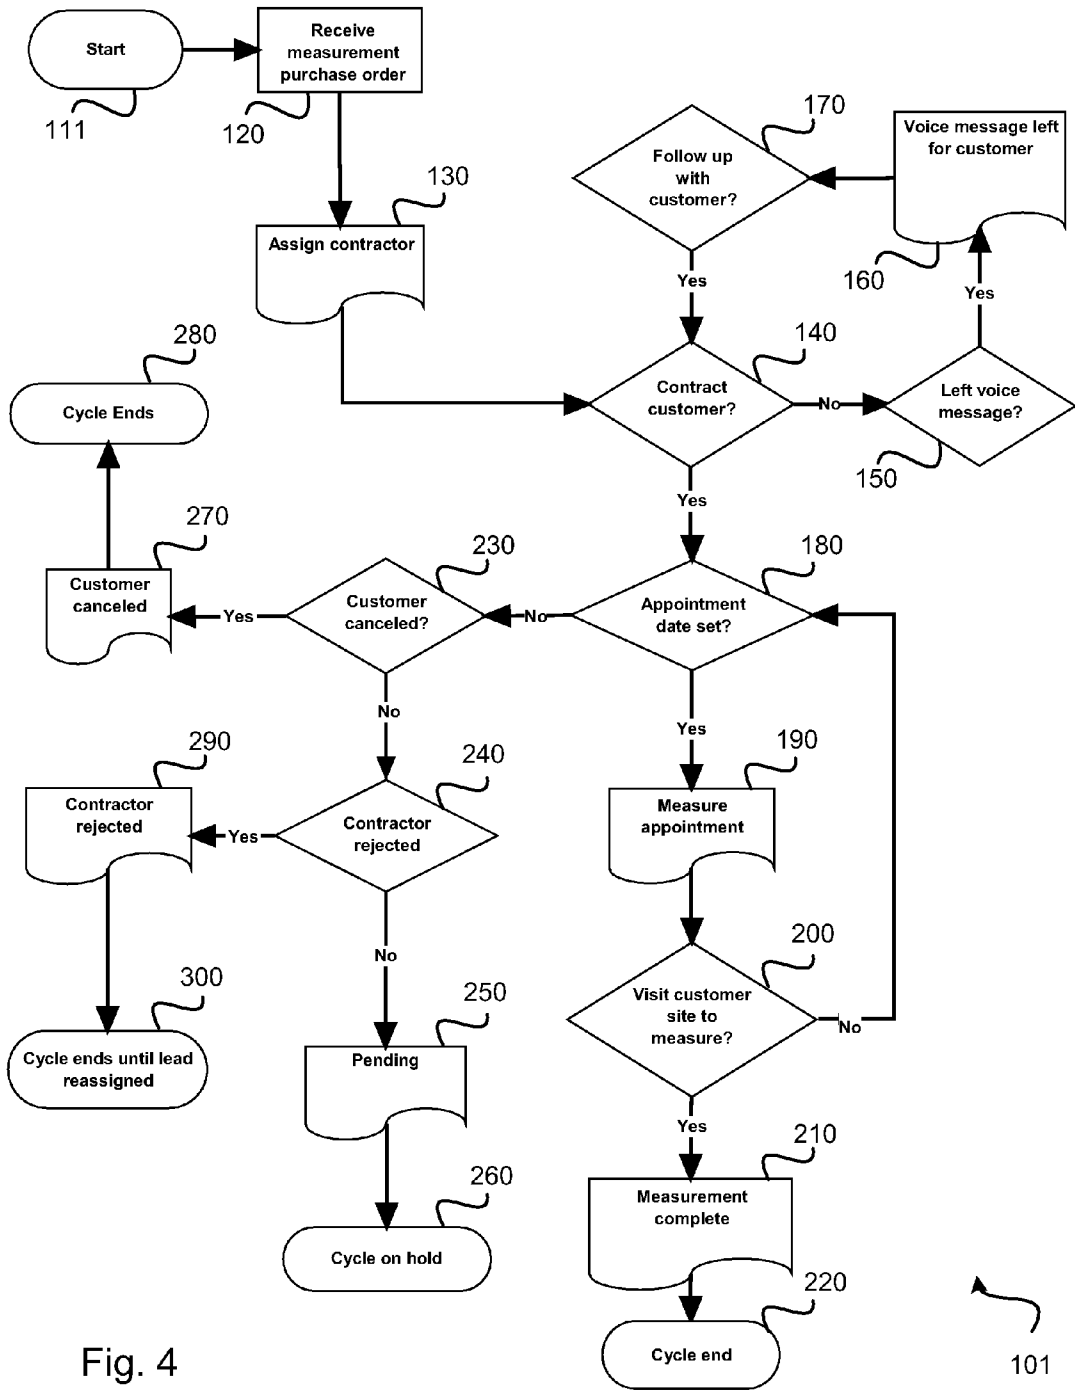 Start
111
Receive
measurement
purchase order
120
Assign contractor
130
170
Follow up
with
customer?
Yes
Voice message left
for customer
160
Yes
140
Contract
customer?
No
Left voice
message?
150
Yes
280
Cycle Ends
270
Customer
canceled
Yes
230
Customer
canceled?
No
180
Appointment
date set?
No
Yes
190
Measure
appointment
290
Contractor
rejected
Yes
240
Contractor
rejected
No
200
Visit customer
site to
measure?
No
Yes
300
Cycle ends until lead
reassigned
250
Pending
260
Cycle on hold
210
Measurement
complete
220
Cycle end
Fig. 4
101